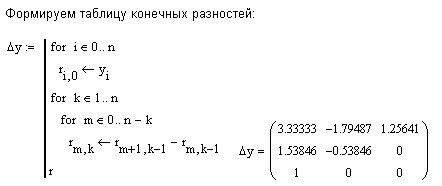 Формируем таблицу конечных разностей:
Δy := | for i ∈ 0.. n
r_{i,0} ← y_i
for k ∈ 1.. n
for m ∈ 0.. n − k
r_{m,k} ← r_{m+1,k−1} − r_{m,k−1}
r
Δy = ( 3.33333 −1.79487 1.25641
1.53846 −0.53846 0
1 0 0 )